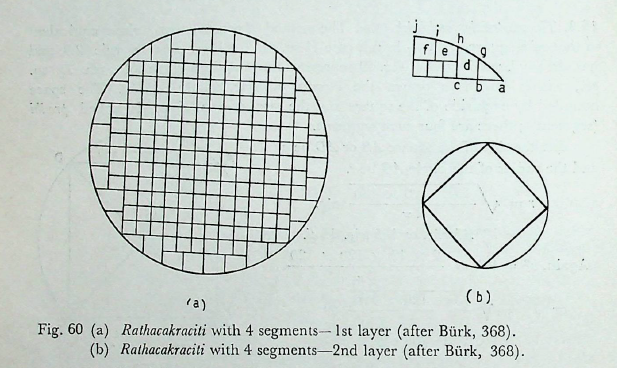 j i h
f e g
d
c b a
(a)
(b)
Fig. 60 (a) Rathacakraciti with 4 segments— 1st layer (after Bürk, 368).
(b) Rathacakraciti with 4 segments—2nd layer (after Bürk, 368).